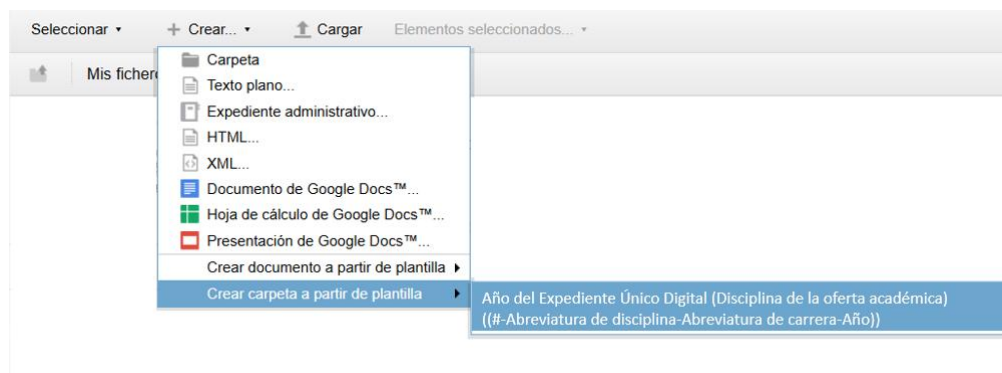 Seleccionar
Crear...
Cargar
Elementos seleccionados...
Mis fichero
Carpeta
Texto plano...
Expediente administrativo...
HTML...
XML...
Documento de Google Docs™...
Hoja de cálculo de Google Docs™...
Presentación de Google Docs™...
Crear documento a partir de plantilla
Crear carpeta a partir de plantilla
Año del Expediente Único Digital (Disciplina de la oferta académica)
((#-Abreviatura de disciplina-Abreviatura de carrera-Año))